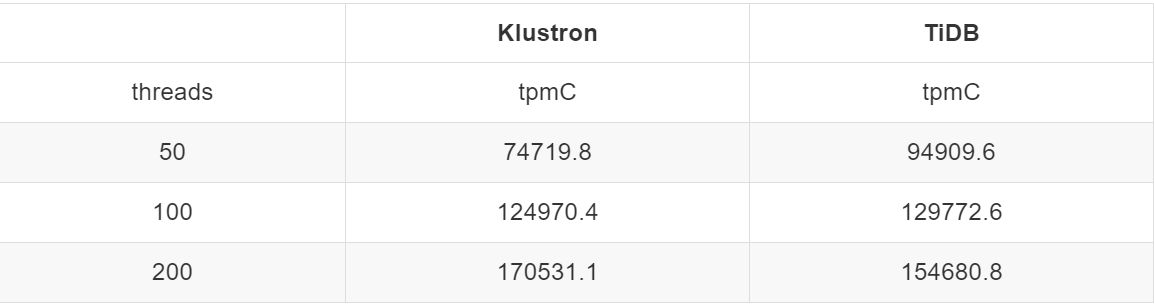 Klustron TiDB
threads tpmC tpmC
50 74719.8 94909.6
100 124970.4 129772.6
200 170531.1 154680.8